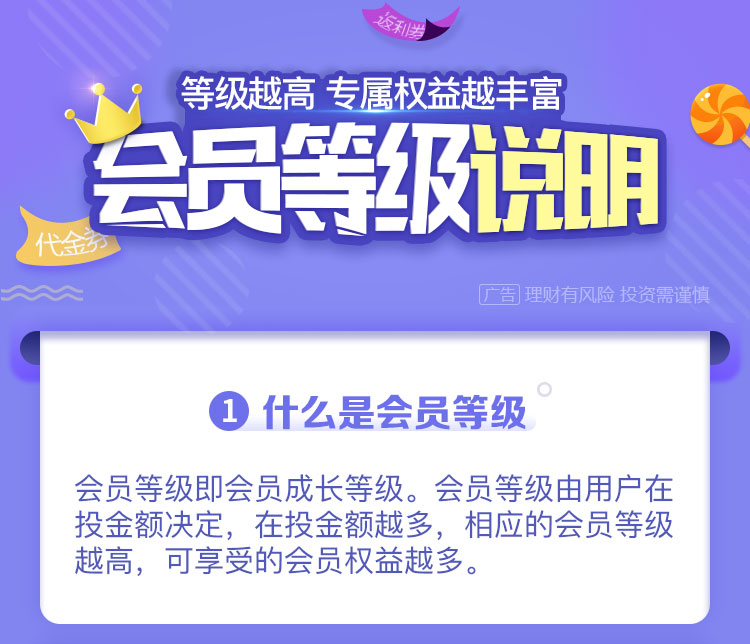 返利券
等级越高 专属权益越丰富
会员等级说明
代金券
广告 理财有风险 投资需谨慎
1 什么是会员等级
会员等级即会员成长等级。会员等级由用户在
投金额决定，在投金额越多，相应的会员等级
越高，可享受的会员权益越多。